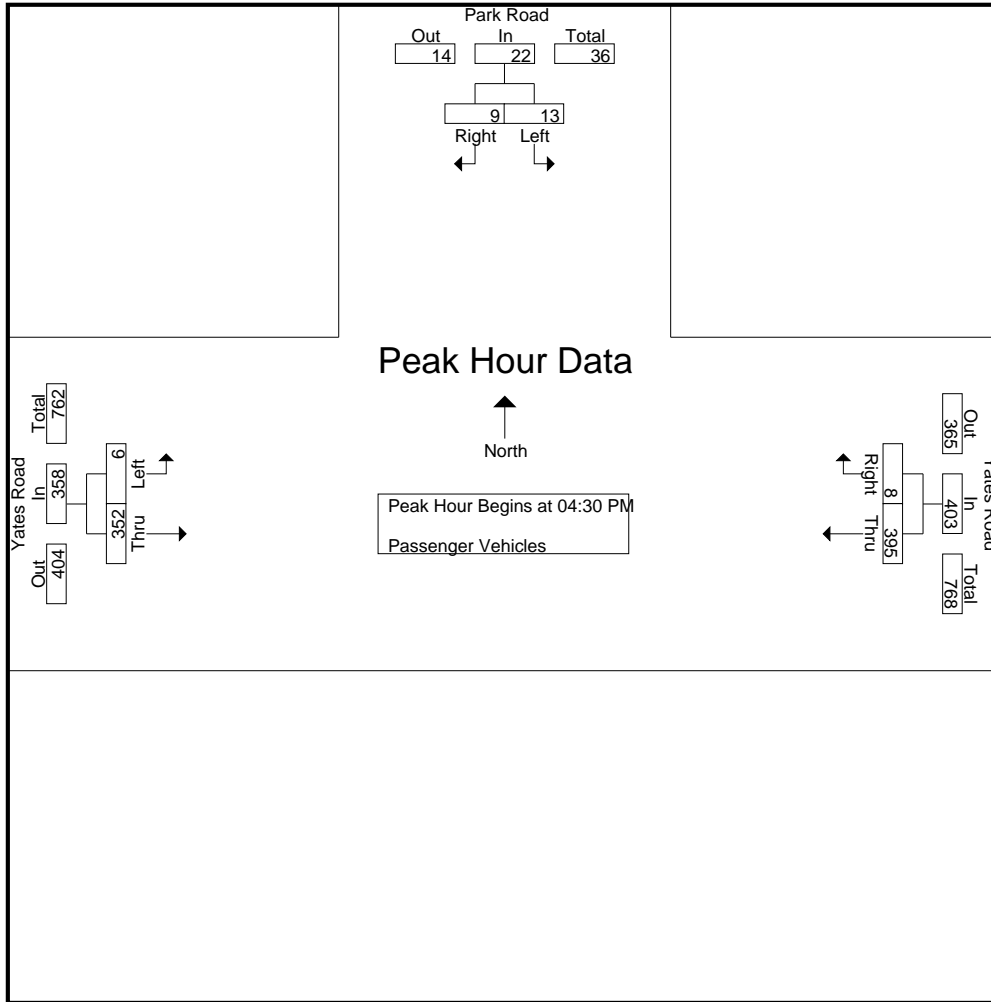 Park Road
Out In Total
14 22 36
9 13
Right Left
Peak Hour Data
North
Peak Hour Begins at 04:30 PM
Passenger Vehicles
Yates Road
Total In Out
762 358 404
6 352
Left Thru
Yates Road
Out In Total
365 403 768
8 395
Right Thru